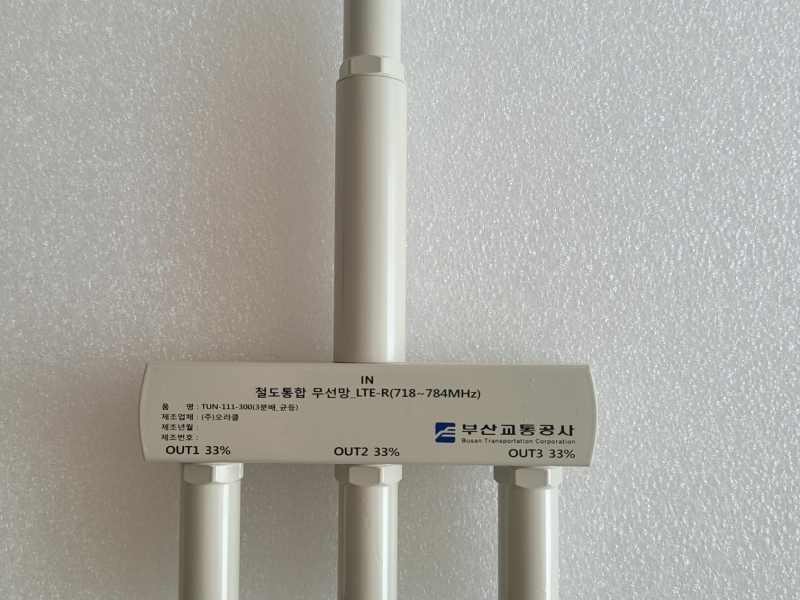 IN
철도통합 무선망_LTE-R(718~784MHz)
품 명 : TUN-111-300(3분배_균등)
제조업체 : (주)오라클
제조년월 :
제조번호 :
부산교통공사
Busan Transportation Corporation
OUT1 33% OUT2 33% OUT3 33%